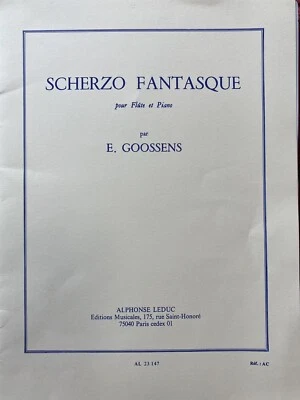 SCHERZO FANTASQUE
pour Flûte et Piano
par
E. GOOSSENS
ALPHONSE LEDUC
Editions Musicales, 175, rue Saint-Honoré
75040 Paris cedex 01
AL 23 147
Réf. : AC